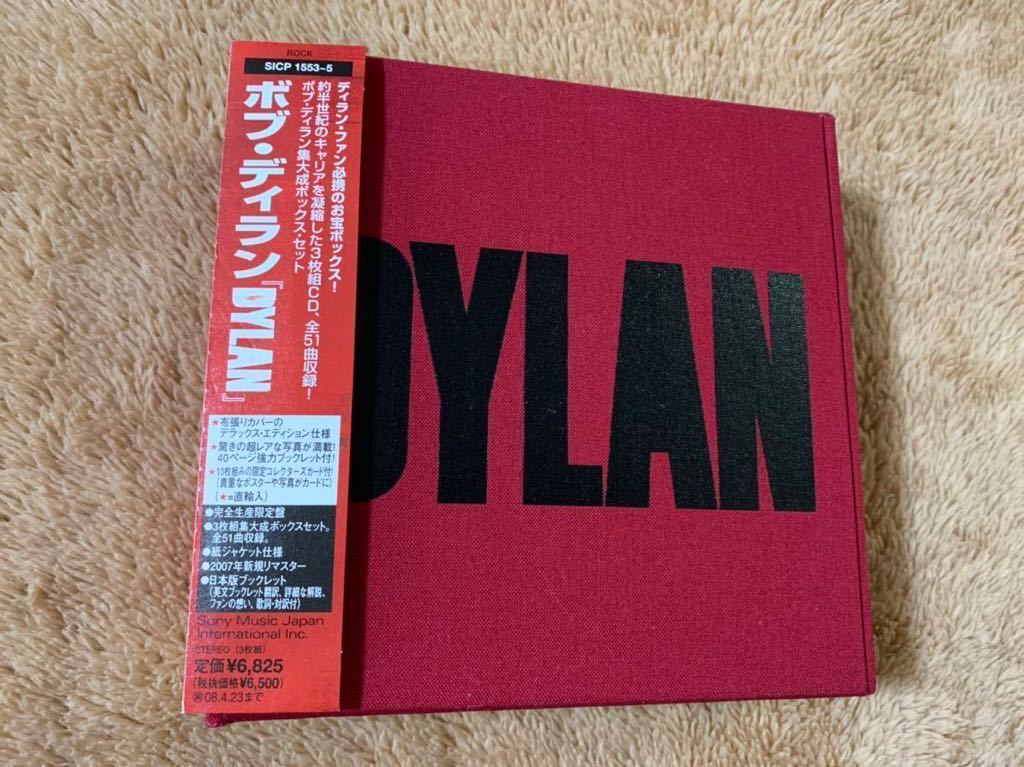 ROCK
SICP 1553~5
ディラン・ファン必携のお宝ボックス!
約半世紀のキャリアを凝縮した3枚組CD、全51曲収録!
ボブ・ディラン集大成ボックス・セット
ボブ・ディラン『DYLAN』
★布張りカバーの
デラックス・エディション仕様
★驚きの超レアな写真が満載!
40ページ強力ブックレット付!
★10枚組みの限定コレクターズカード付!
(貴重なポスターや写真がカードに)
(★=直輸入)
●完全生産限定盤
●3枚組集大成ボックスセット。
全51曲収録。
●紙ジャケット仕様
●2007年新規リマスター
●日本版ブックレット
(英文ブックレット翻訳、詳細な解説、
ファンの想い、歌詞・対訳付)
Sony Music Japan
International Inc.
STEREO (3枚組)
定価¥6,825
(税抜価格¥6,500)
08.4.23まで
DYLAN